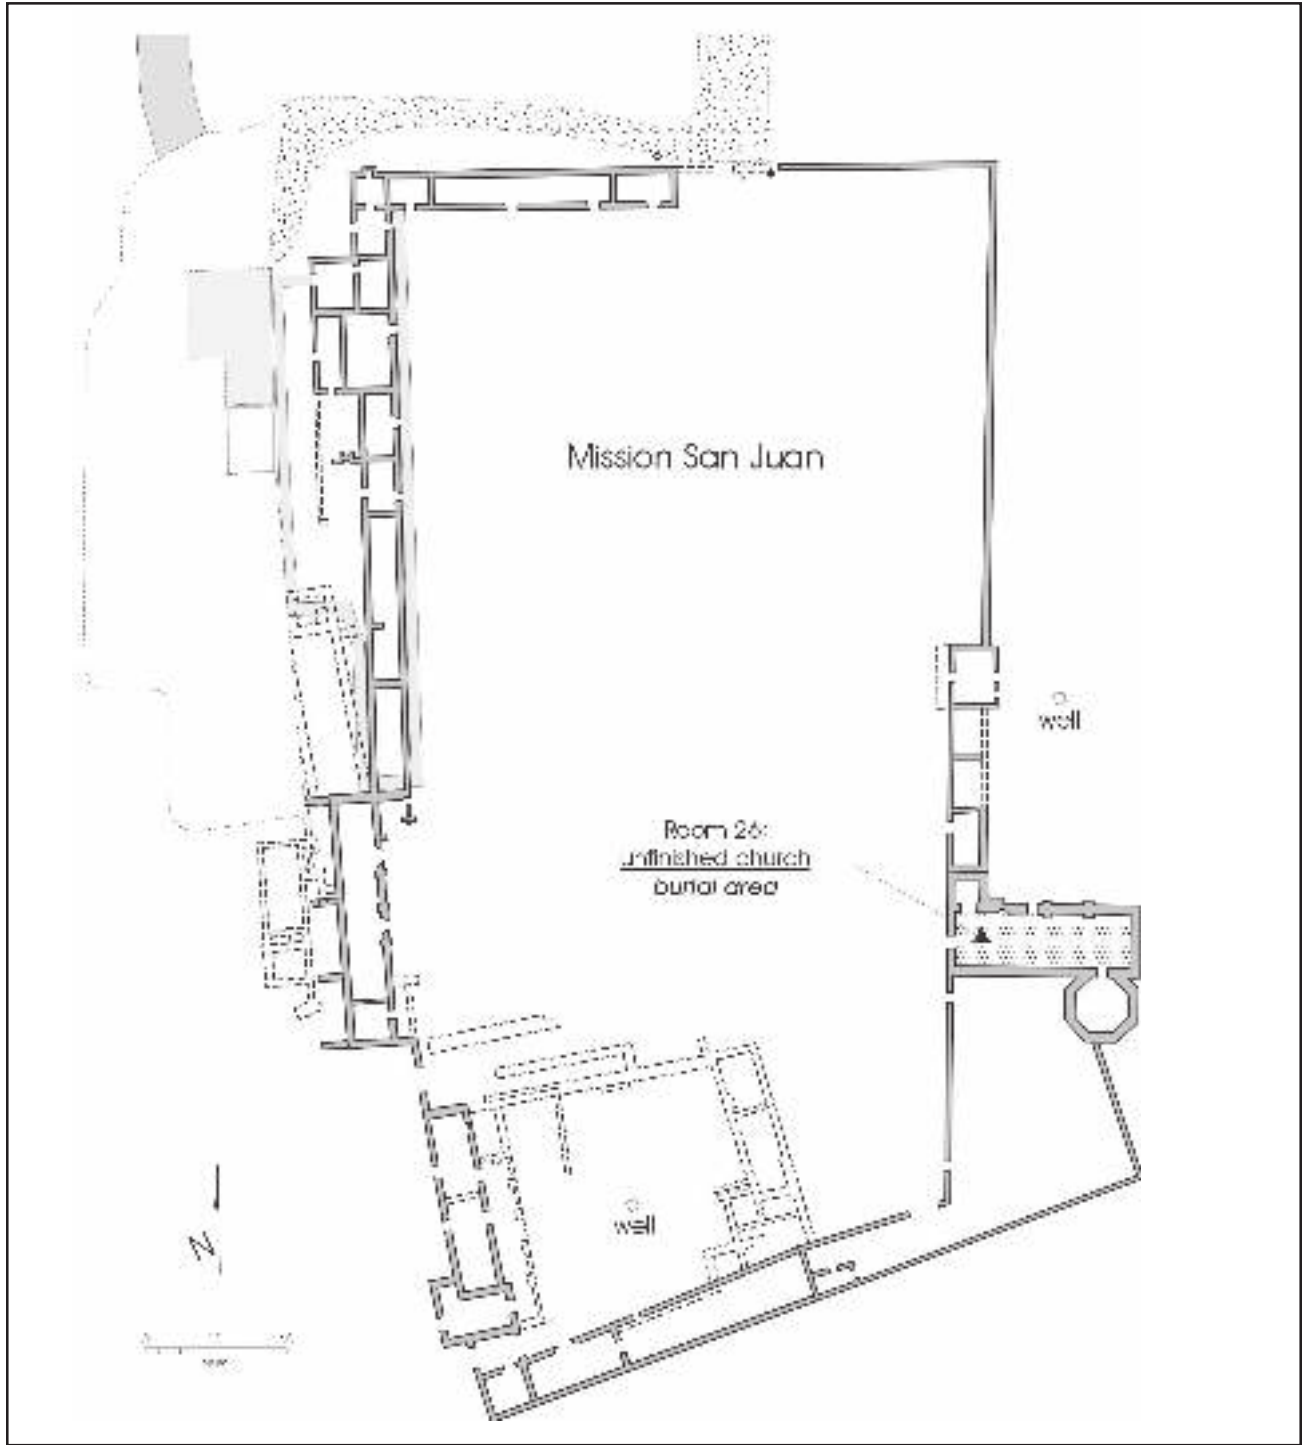 Mission San Juan
well
Room 26:
unfinished church
burial area
well
N